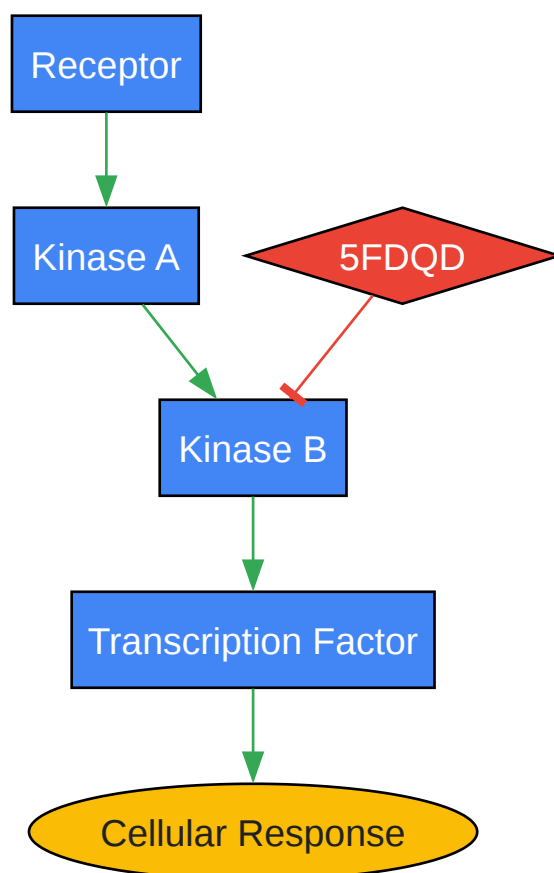 Receptor
Kinase A
5FDQD
Kinase B
Transcription Factor
Cellular Response